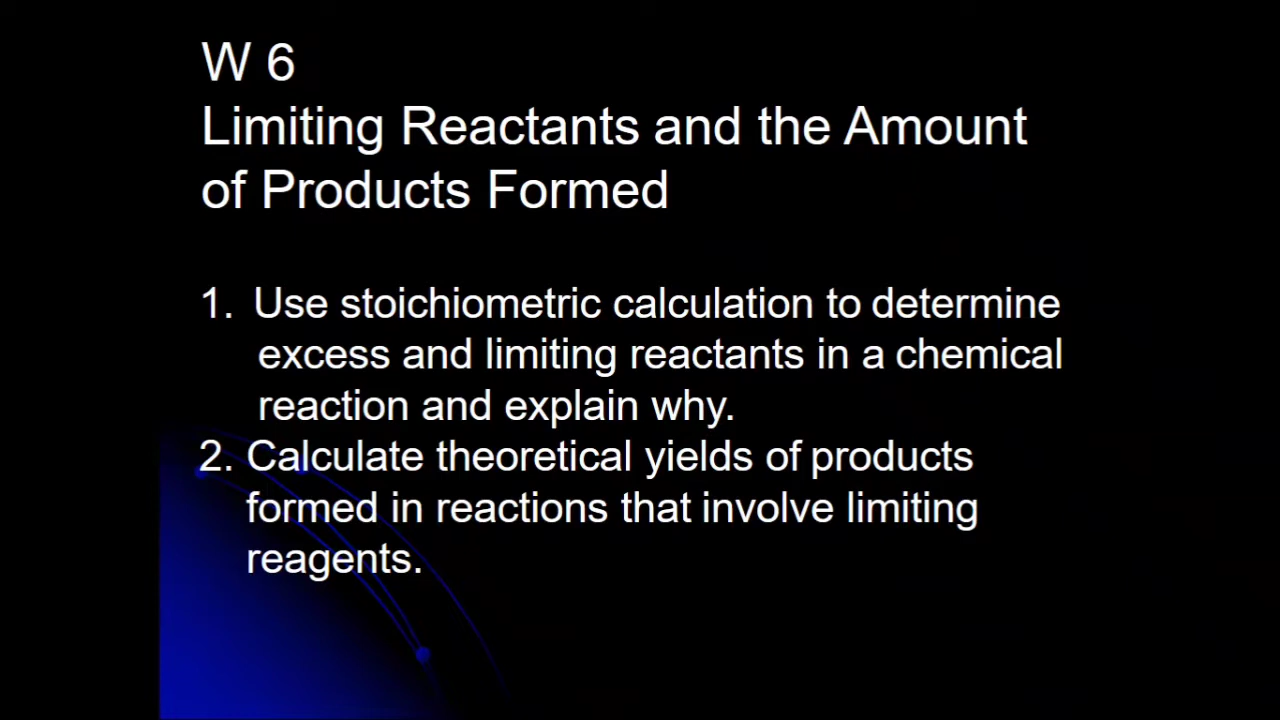 W 6
Limiting Reactants and the Amount
of Products Formed
1. Use stoichiometric calculation to determine
excess and limiting reactants in a chemical
reaction and explain why.
2. Calculate theoretical yields of products
formed in reactions that involve limiting
reagents.